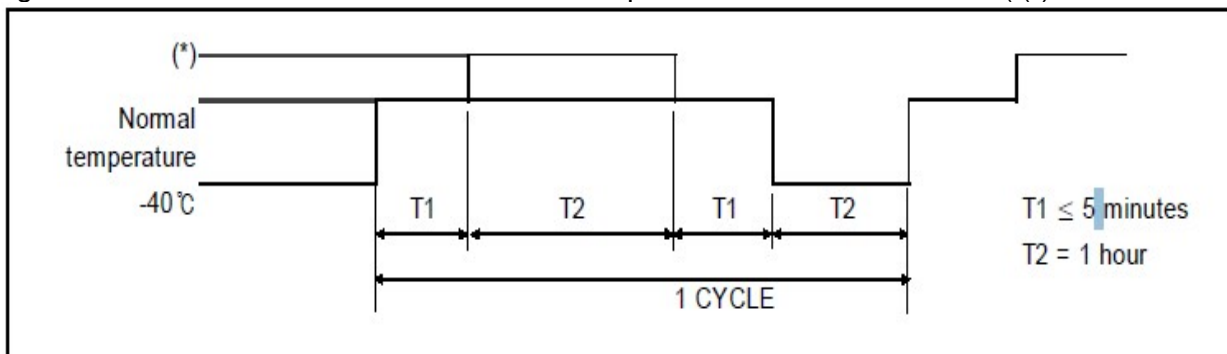 (*)
Normal
temperature
-40℃
T1 T2 T1 T2
T1 ≤ 5 minutes
T2 = 1 hour
1 CYCLE